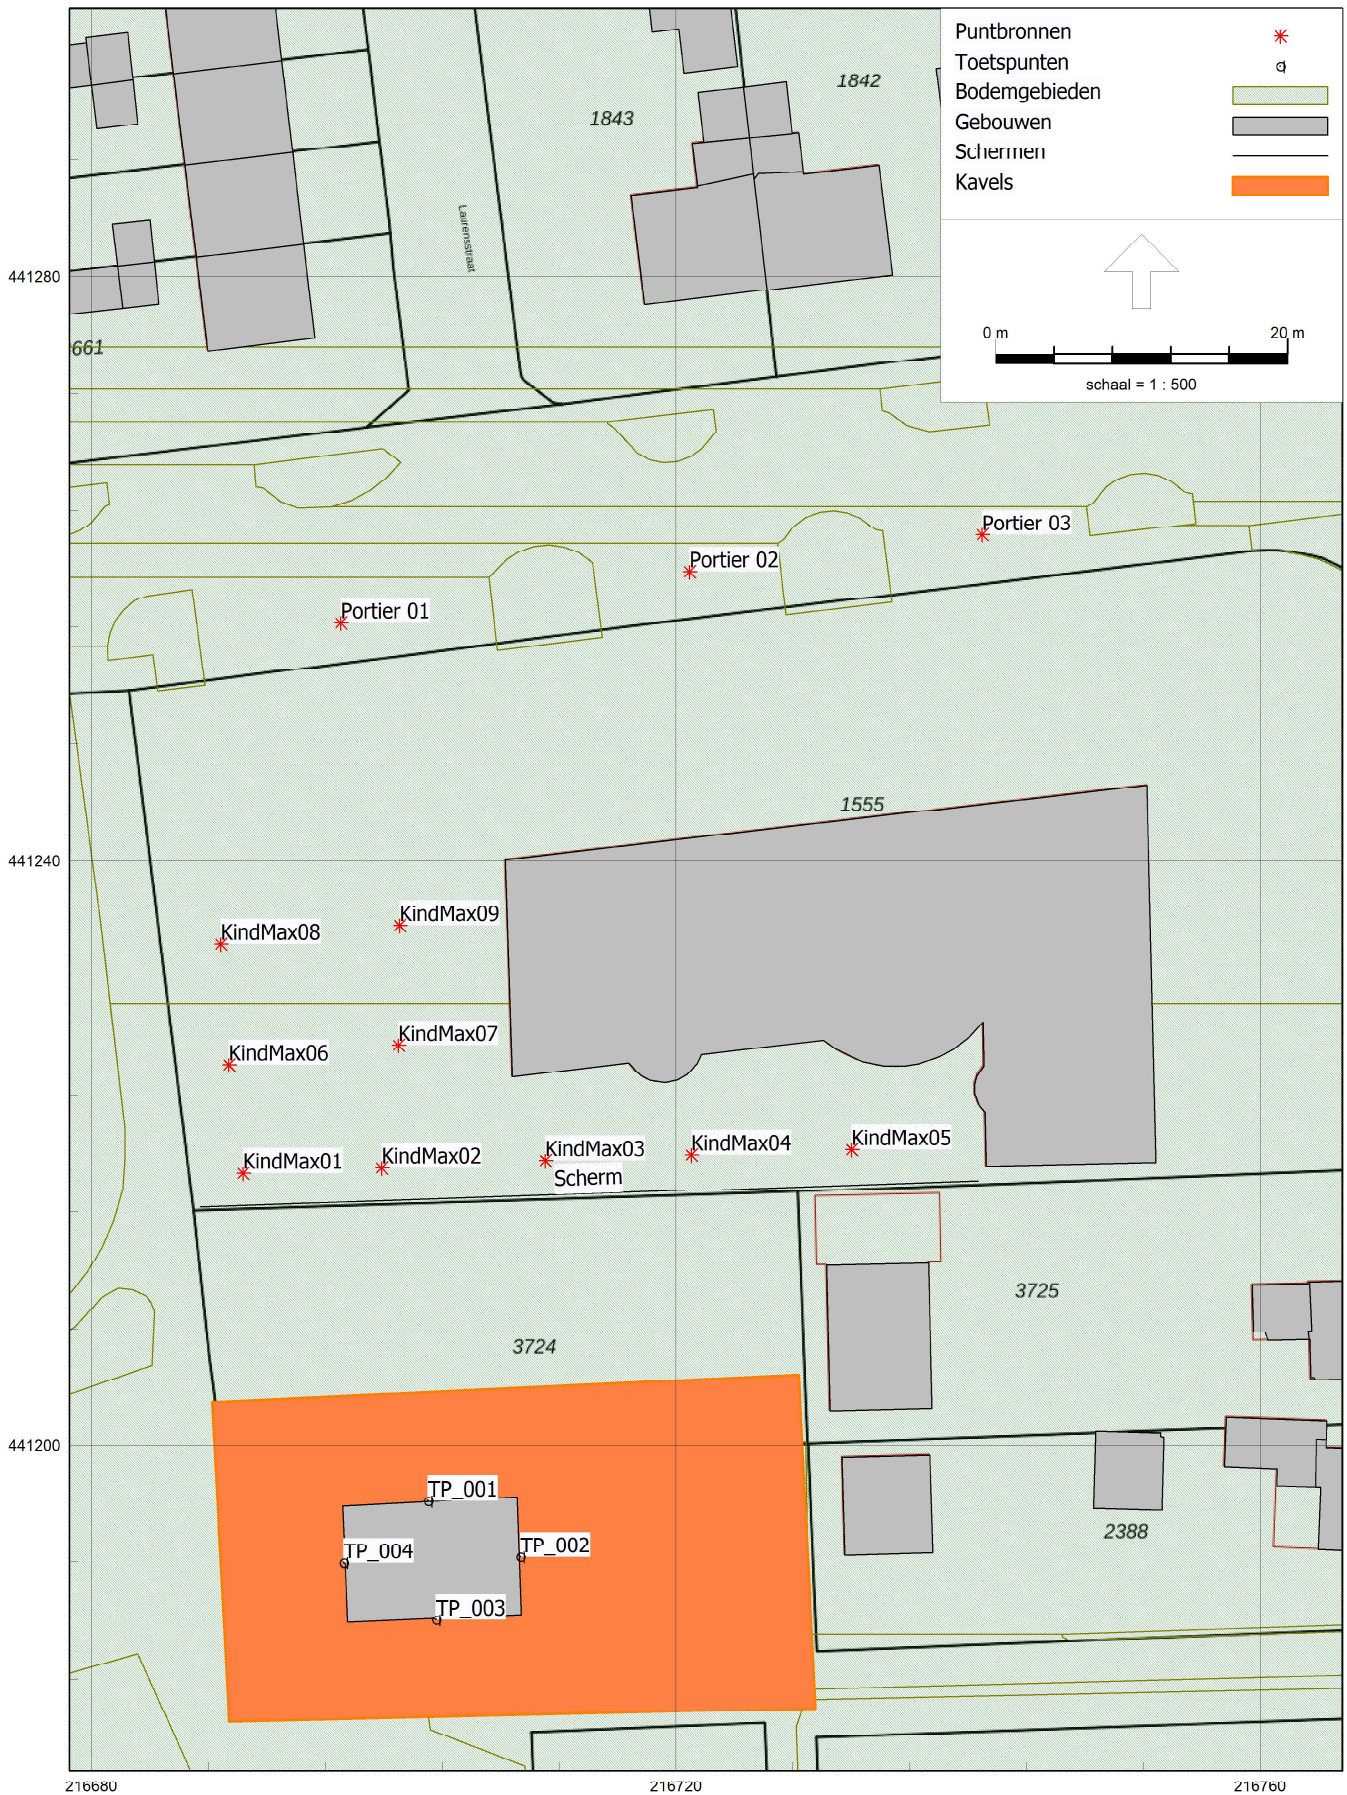 Puntbronnen
Toetspunten
Bodemgebieden
Gebouwen
Schermen
Kavels
0 m
20 m
schaal = 1 : 500
1842
1843
Laurensstraat
441280
661
Portier 03
Portier 02
Portier 01
1555
441240
KindMax09
KindMax08
KindMax07
KindMax06
KindMax05
KindMax04
KindMax03
KindMax02
KindMax01
Scherm
3725
3724
441200
TP_001
TP_002
TP_004
TP_003
2388
216680
216720
216760